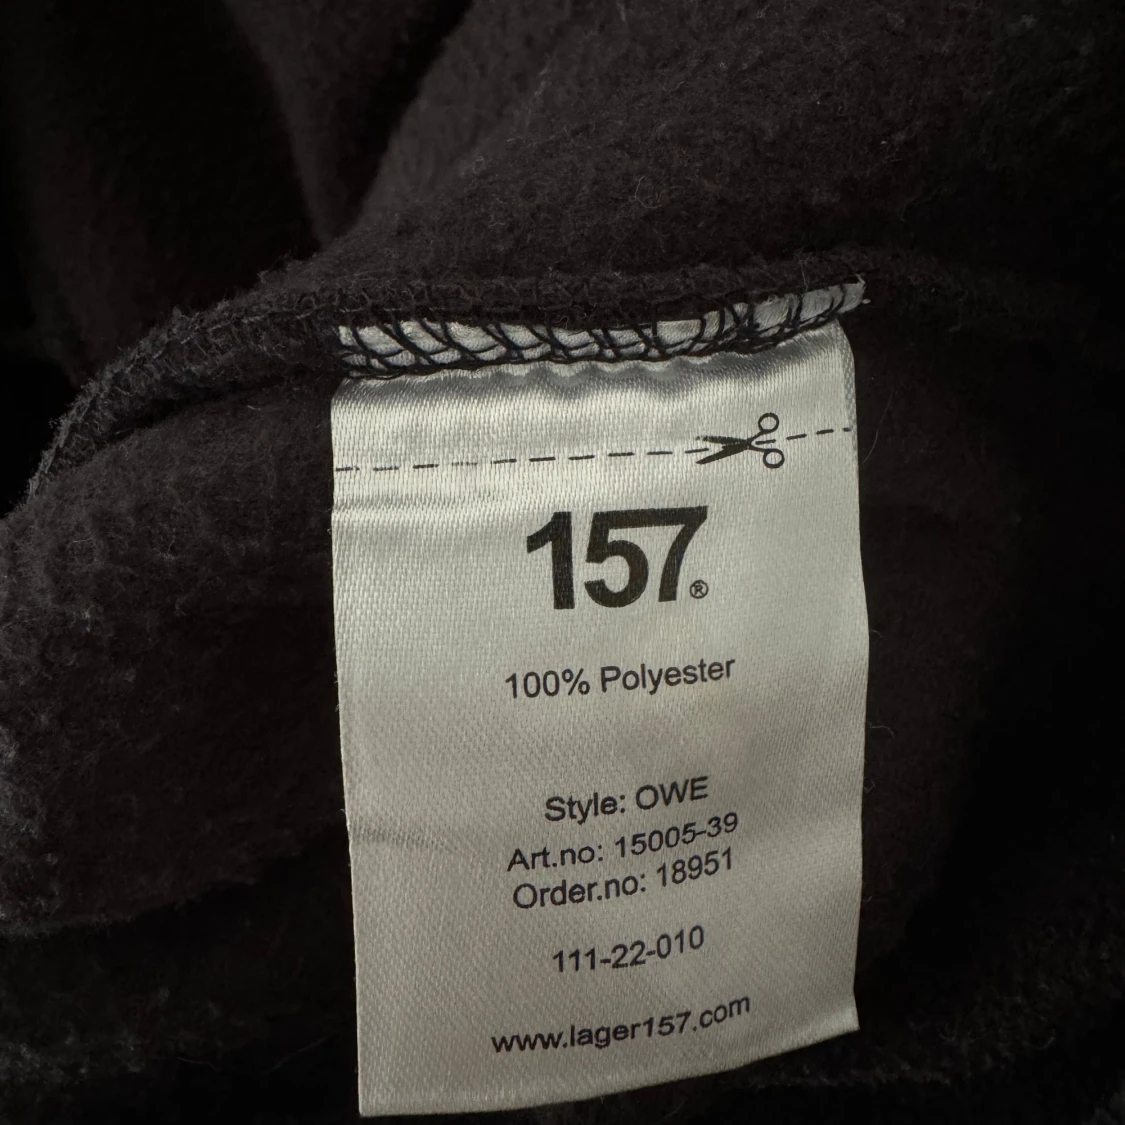 157®
100% Polyester
Style: OWE
Art.no: 15005-39
Order.no: 18951
111-22-010
www.lager157.com